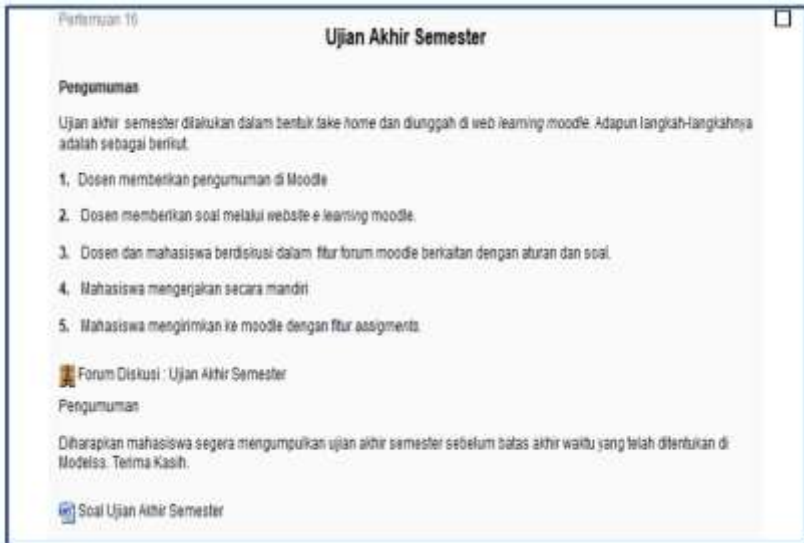 Pertemuan 16
Ujian Akhir Semester
Pengumuman
Ujian akhir semester dilakukan dalam bentuk take home dan diunggah di web learning moodle. Adapun langkah-langkahnya
adalah sebagai berikut.
1. Dosen memberikan pengumuman di Moodle
2. Dosen memberikan soal melalui website e learning moodle.
3. Dosen dan mahasiswa berdiskusi dalam fitur forum moodle berkaitan dengan aturan dan soal.
4. Mahasiswa mengerjakan secara mandiri
5. Mahasiswa mengirimkan ke moodle dengan fitur assigments.
Forum Diskusi : Ujian Akhir Semester
Pengumuman
Diharapkan mahasiswa segera mengumpulkan ujian akhir semester sebelum batas akhir waktu yang telah ditentukan di
Modelss. Terima Kasih.
Soal Ujian Akhir Semester